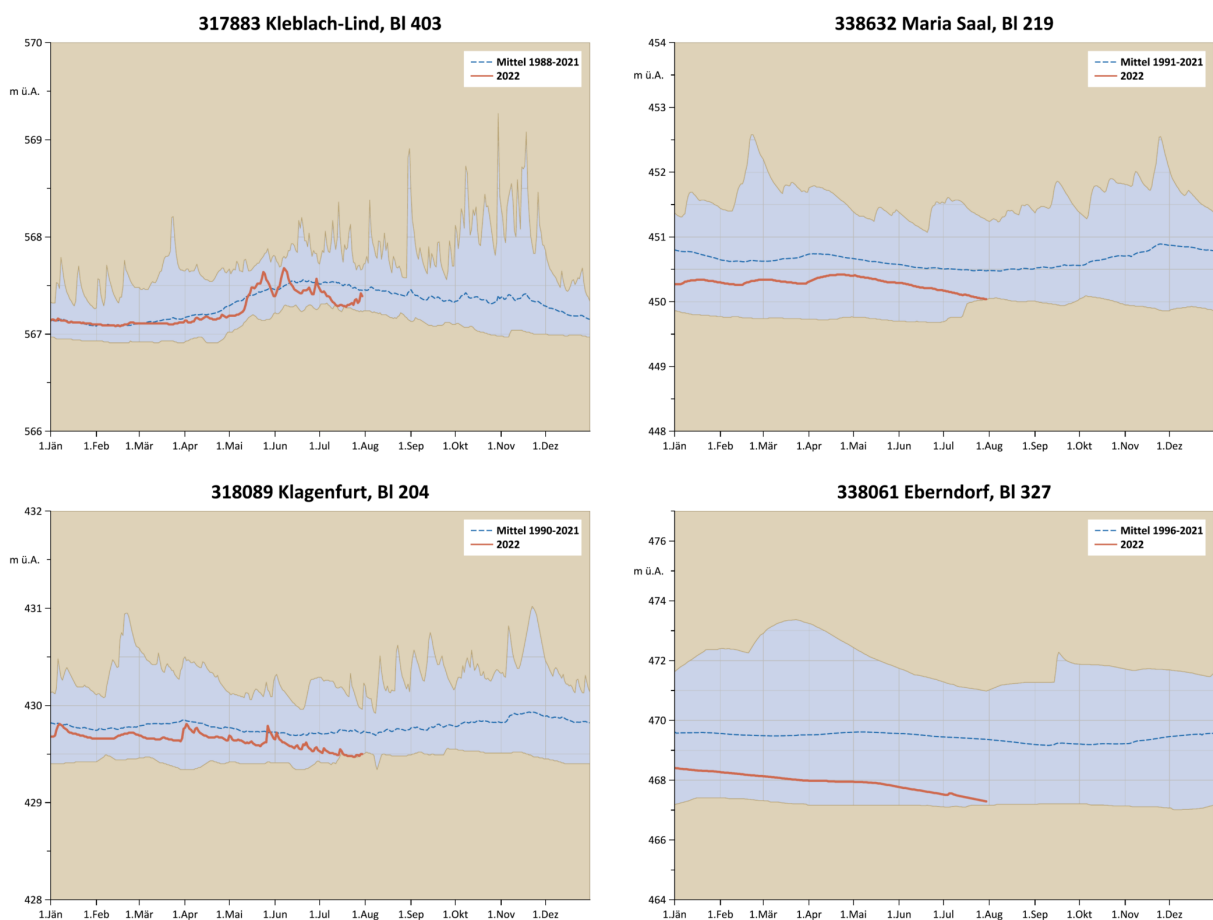 317883 Kleblach-Lind, Bl 403
570
m ü.A.
569
568
567
566
Mittel 1988-2021
2022
1.Jän 1.Feb 1.Mär 1.Apr 1.Mai 1.Jun 1.Jul 1.Aug 1.Sep 1.Okt 1.Nov 1.Dez
338632 Maria Saal, Bl 219
454
m ü.A.
453
452
451
450
449
448
Mittel 1991-2021
2022
1.Jän 1.Feb 1.Mär 1.Apr 1.Mai 1.Jun 1.Jul 1.Aug 1.Sep 1.Okt 1.Nov 1.Dez
318089 Klagenfurt, Bl 204
432
m ü.A.
431
430
429
428
Mittel 1990-2021
2022
1.Jän 1.Feb 1.Mär 1.Apr 1.Mai 1.Jun 1.Jul 1.Aug 1.Sep 1.Okt 1.Nov 1.Dez
338061 Eberndorf, Bl 327
476
m ü.A.
474
472
470
468
466
464
Mittel 1996-2021
2022
1.Jän 1.Feb 1.Mär 1.Apr 1.Mai 1.Jun 1.Jul 1.Aug 1.Sep 1.Okt 1.Nov 1.Dez